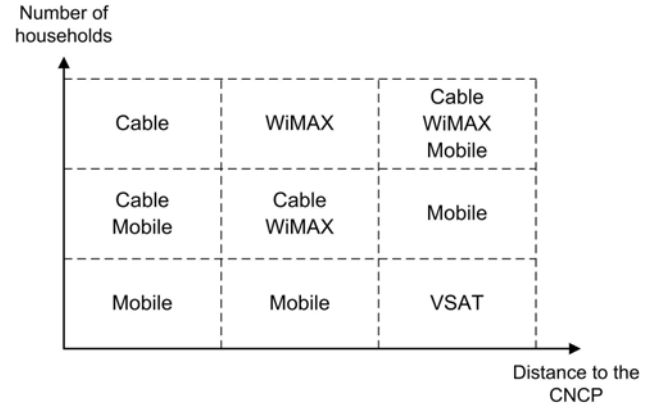 Number of
households
Cable
WiMAX
Cable
WiMAX
Mobile
Cable
Mobile
Cable
WiMAX
Mobile
Mobile
Mobile
VSAT
Distance to the
CNCP